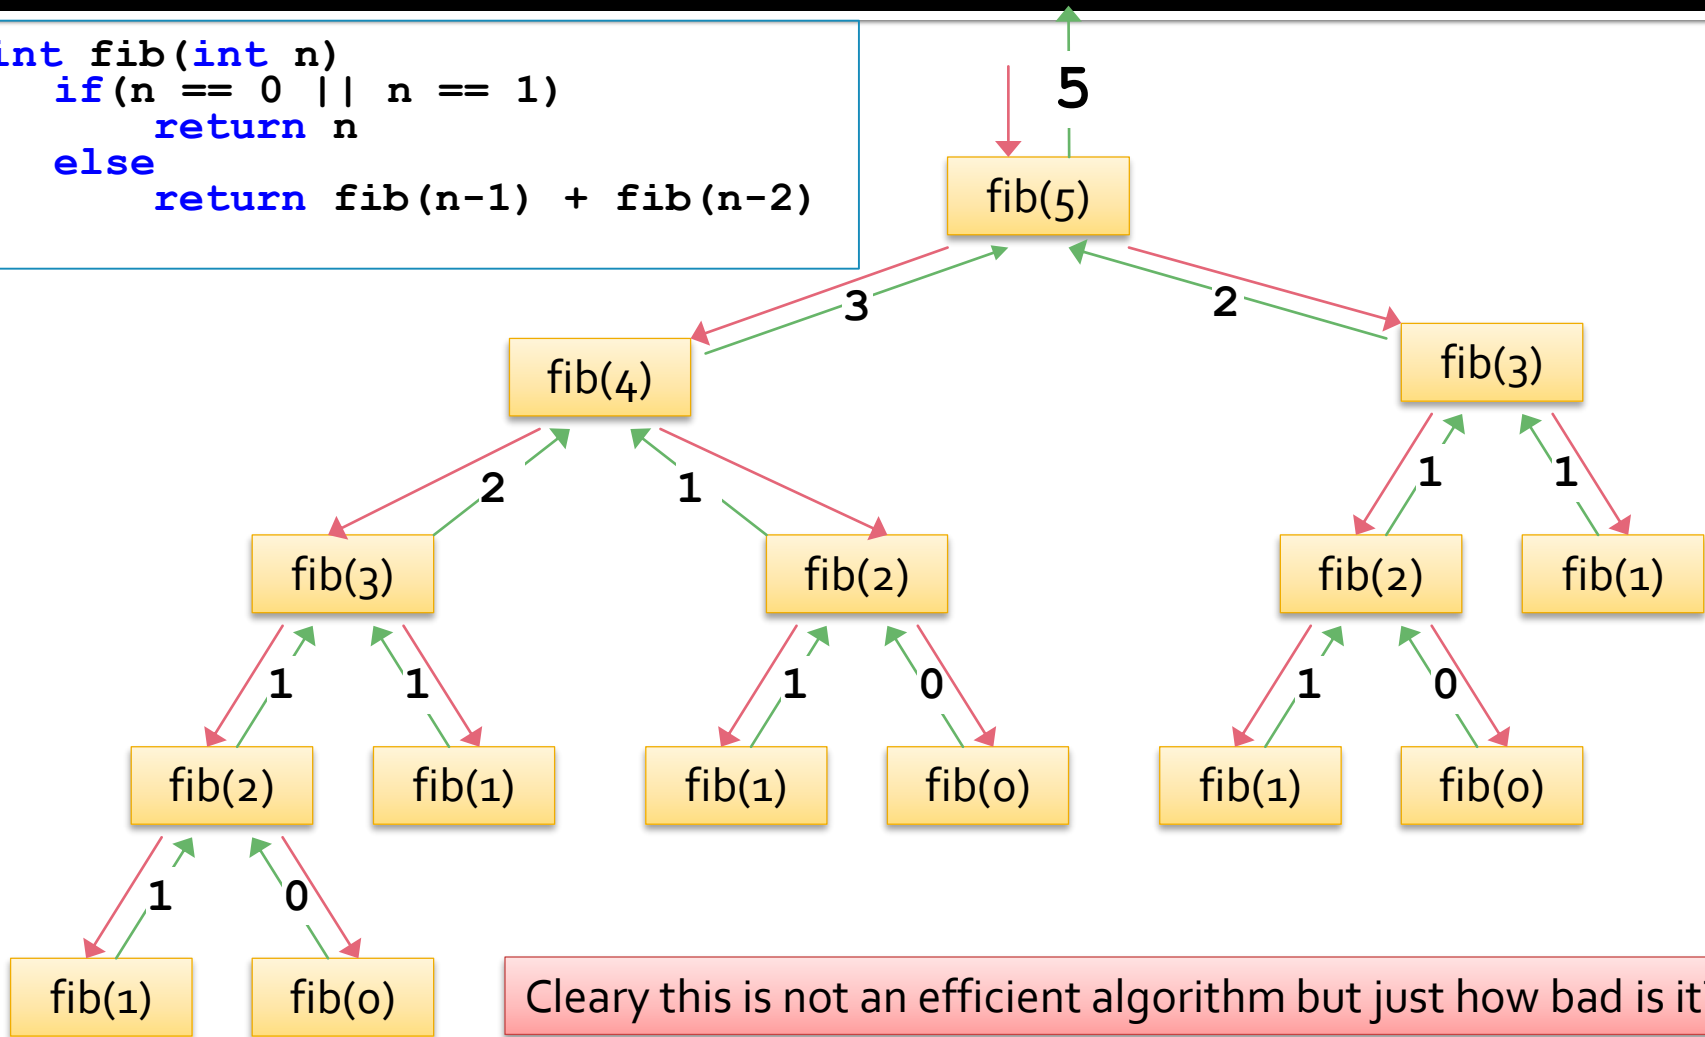 int fib(int n)
if(n == 0 || n == 1)
return n
else
return fib(n-1) + fib(n-2)
5
fib(5)
3
2
fib(4)
fib(3)
2
1
1
1
fib(3)
fib(2)
fib(2)
fib(1)
1
1
1
0
1
0
fib(2)
fib(1)
fib(1)
fib(0)
fib(1)
fib(0)
1
0
fib(1)
fib(0)
Cleary this is not an efficient algorithm but just how bad is it?